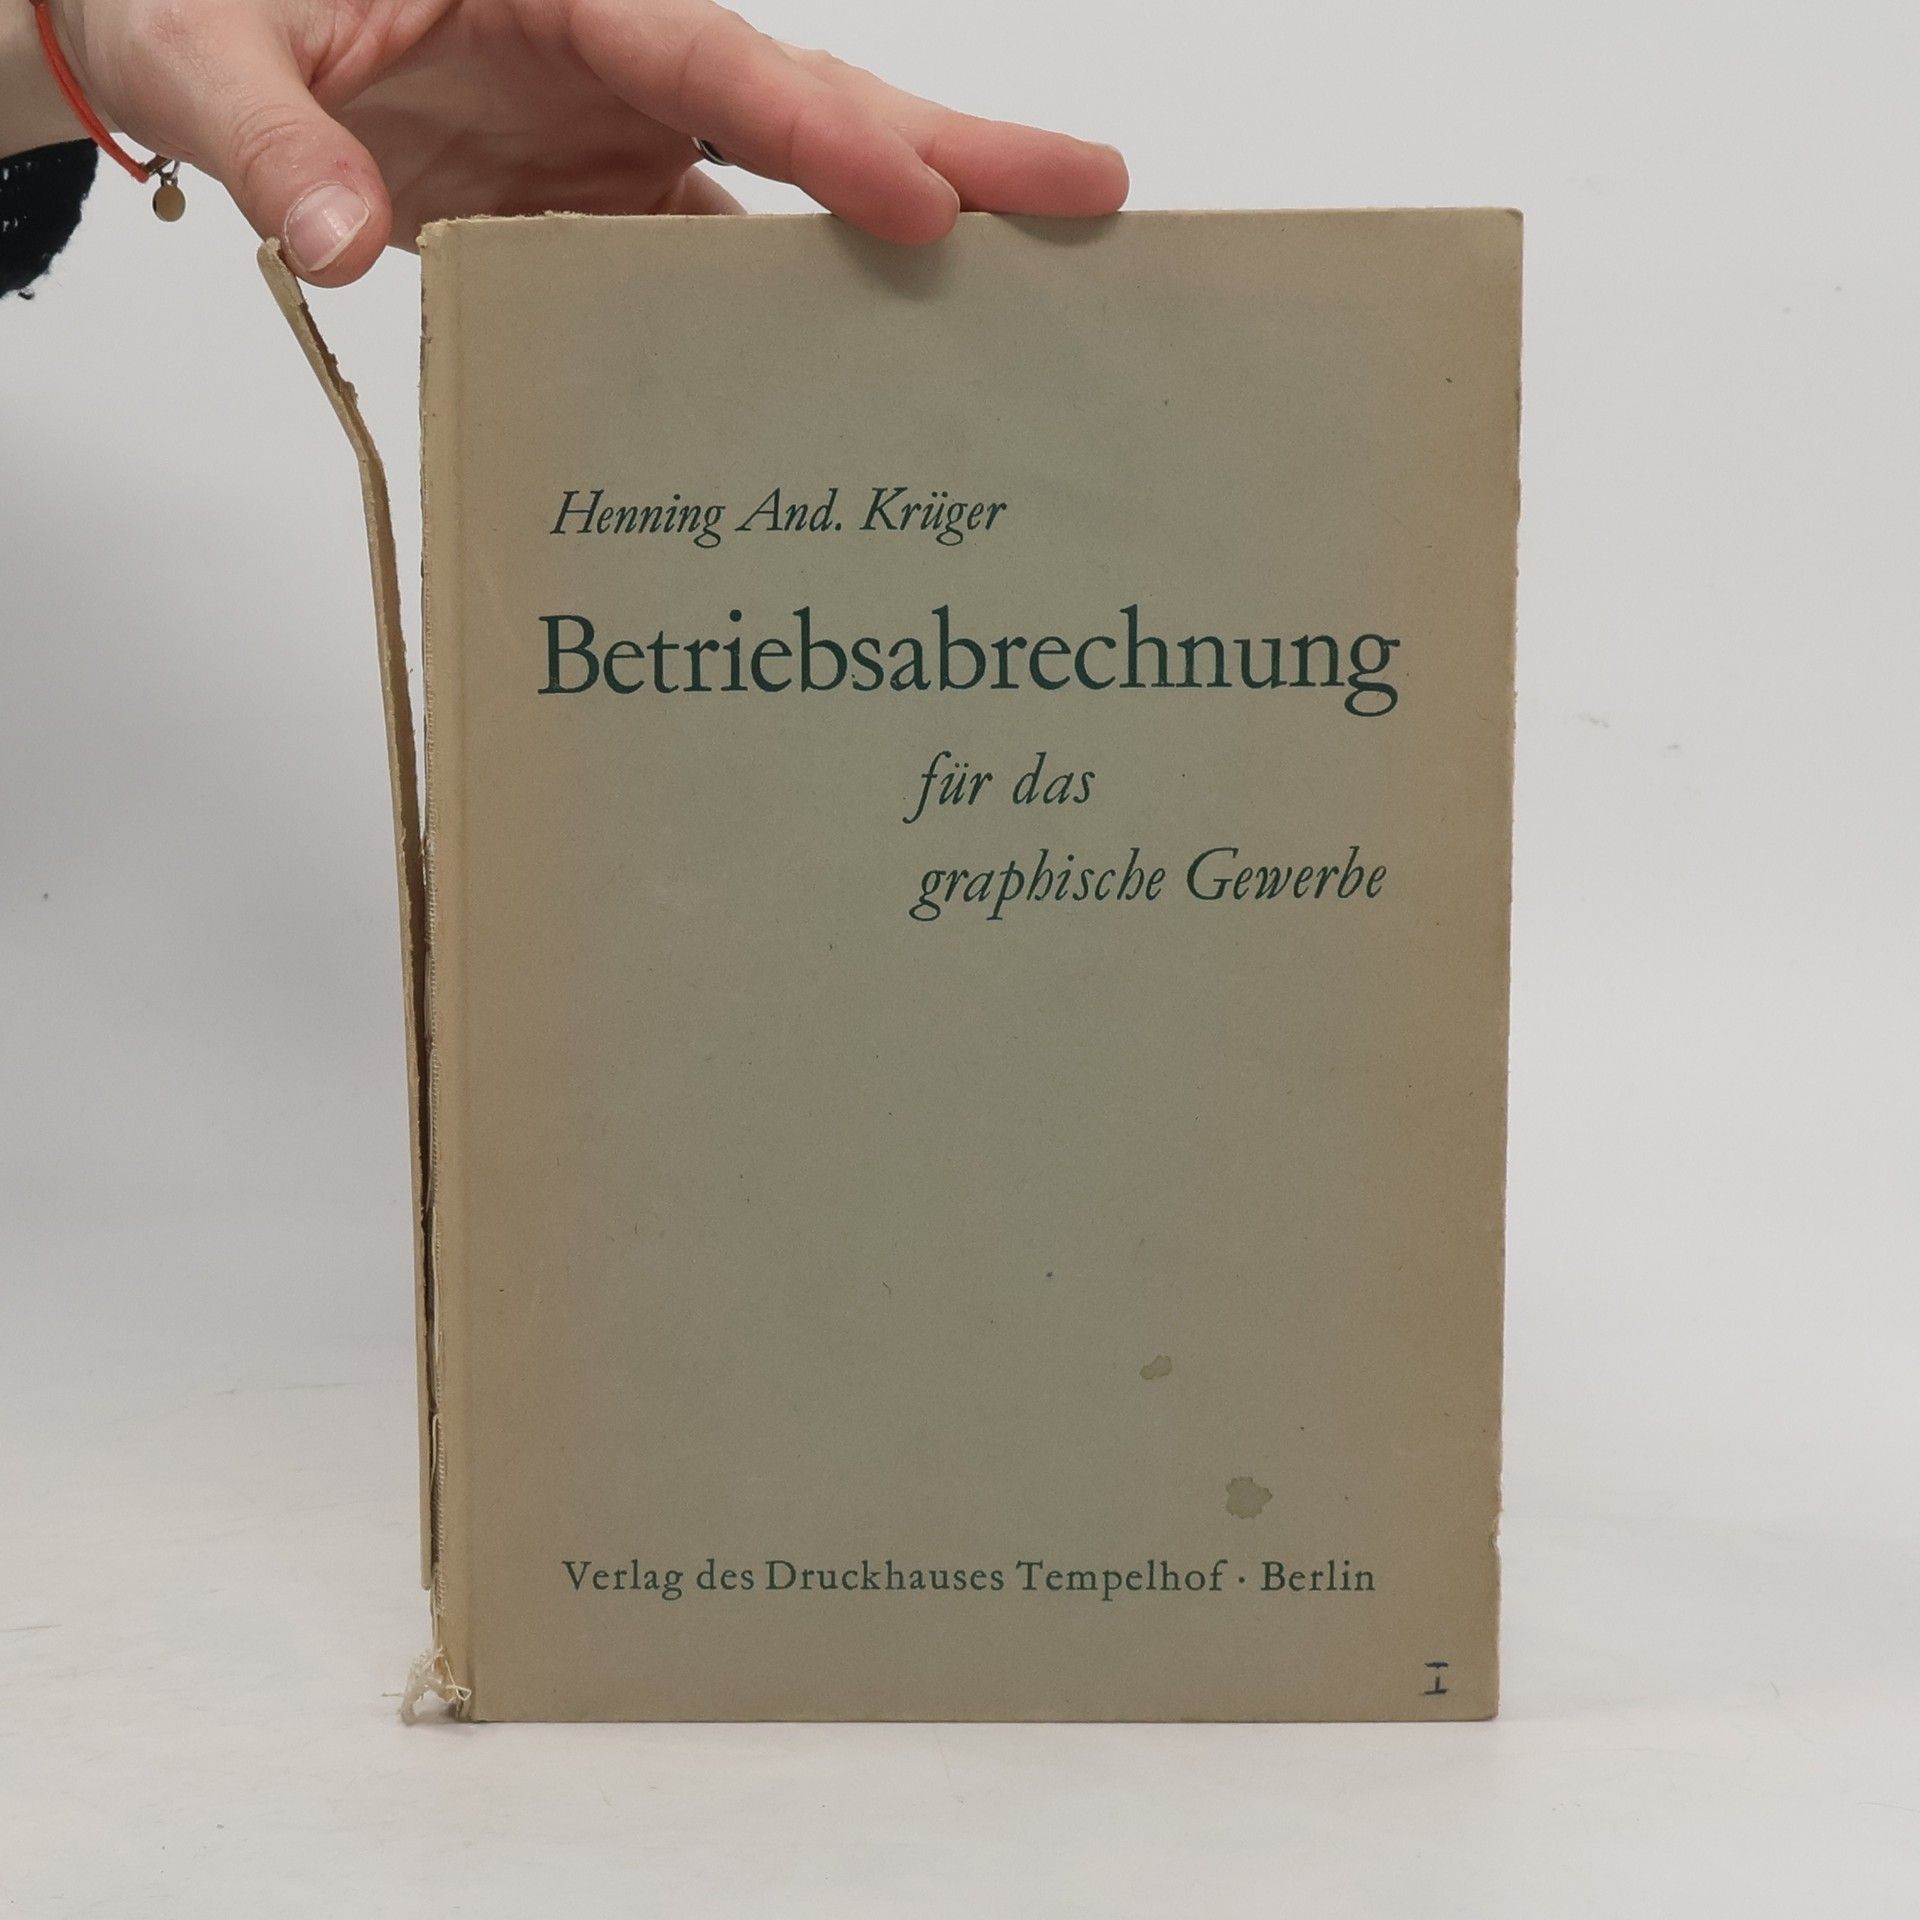 Henning And. Krüger
Betriebsabrechnung
für das
graphische Gewerbe
Verlag des Druckhauses Tempelhof · Berlin
I